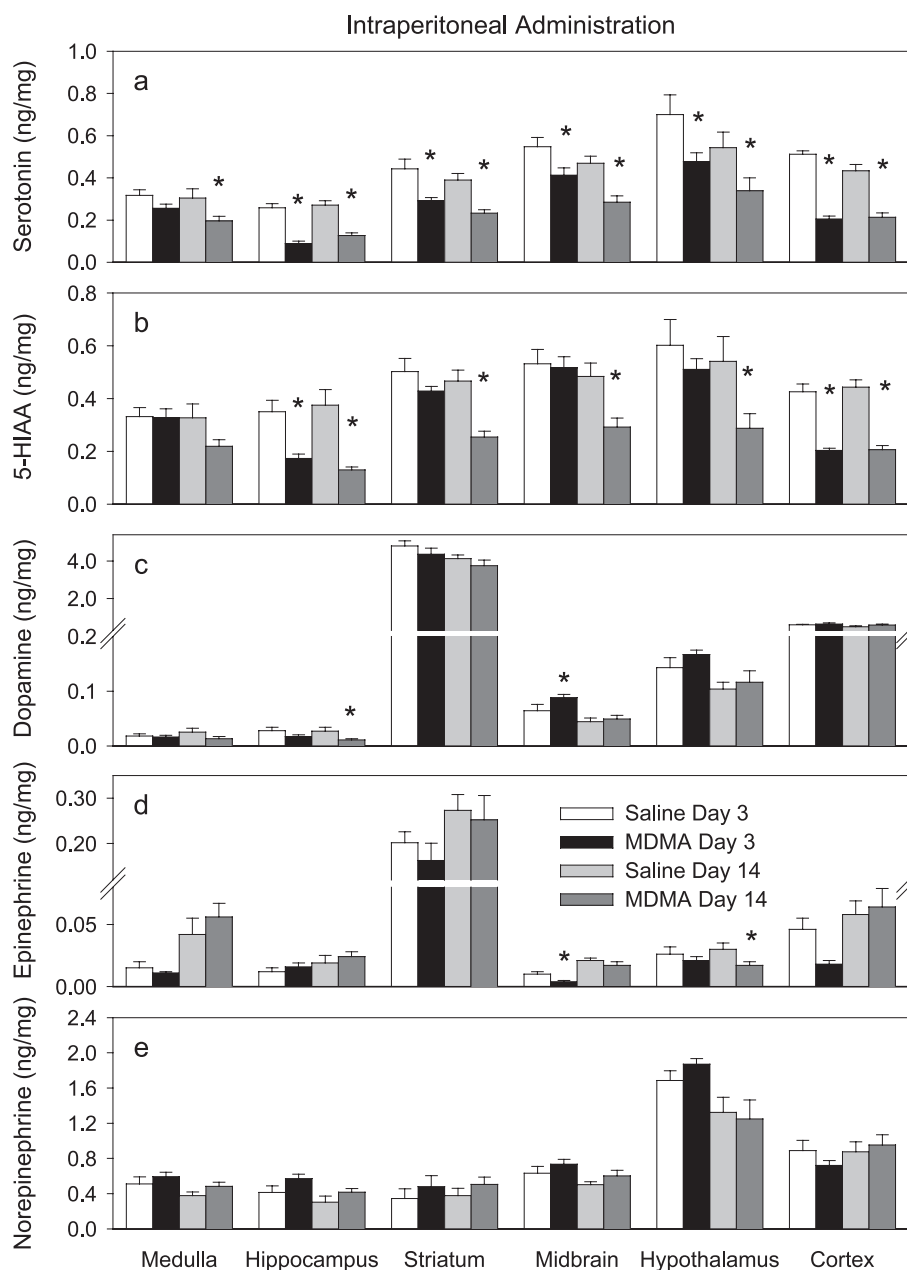 Intraperitoneal Administration
a
Serotonin (ng/mg)
1.0
0.8
0.6
0.4
0.2
0.0
* * * * * * * * * * *
b
5-HIAA (ng/mg)
0.8
0.6
0.4
0.2
0.0
* * * * * * *
c
Dopamine (ng/mg)
4.0
2.0
0.2
0.1
0.0
* *
d
Epinephrine (ng/mg)
0.30
0.20
0.05
0.00
* *
Saline Day 3
MDMA Day 3
Saline Day 14
MDMA Day 14
e
Norepinephrine (ng/mg)
2.4
2.0
1.6
1.2
0.8
0.4
0.0
Medulla Hippocampus Striatum Midbrain Hypothalamus Cortex